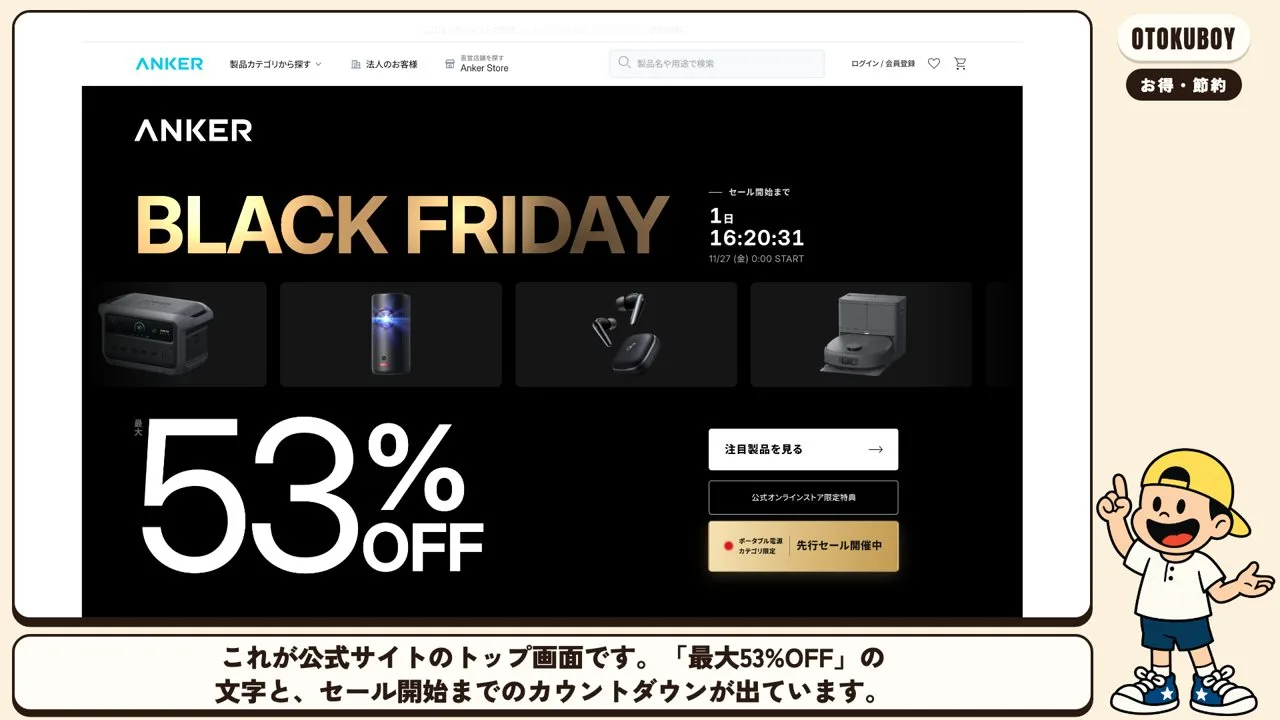 OTOKUBOY
お得・節約
ANKER
製品カテゴリから探す
法人のお客様
直営店舗を探す
Anker Store
製品名や用途で検索
ログイン / 会員登録
ANKER
BLACK FRIDAY
セール開始まで
1日
16:20:31
11/27 (金) 0:00 START
最大
53%
OFF
注目製品を見る
公式オンラインストア限定特典
ポータブル電源
カテゴリ限定
先行セール開催中
これが公式サイトのトップ画面です。「最大53%OFF」の
文字と、セール開始までのカウントダウンが出ています。